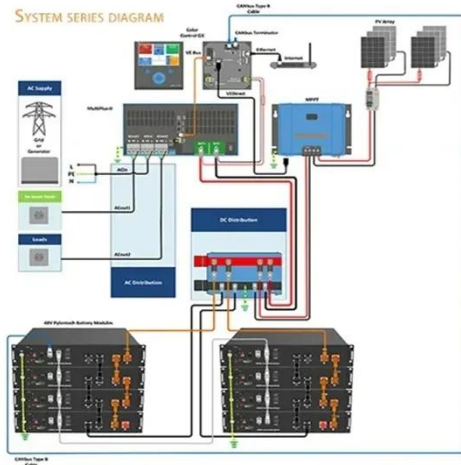 SYSTEM SERIES DIAGRAM
CANbus Type B
Cable
Color
Control GX
CANbus Terminator
PV Array
VE.Bus
Ethernet
Internet
AC Supply
VE.Direct
MultiPlus-II
MPPT
Grid
or
Generator
L
PE
N
ACin
ACout1
DC Distribution
Loads
ACout2
AC Distribution
48V Pylontech Battery Modules
CANbus Type B
Cable